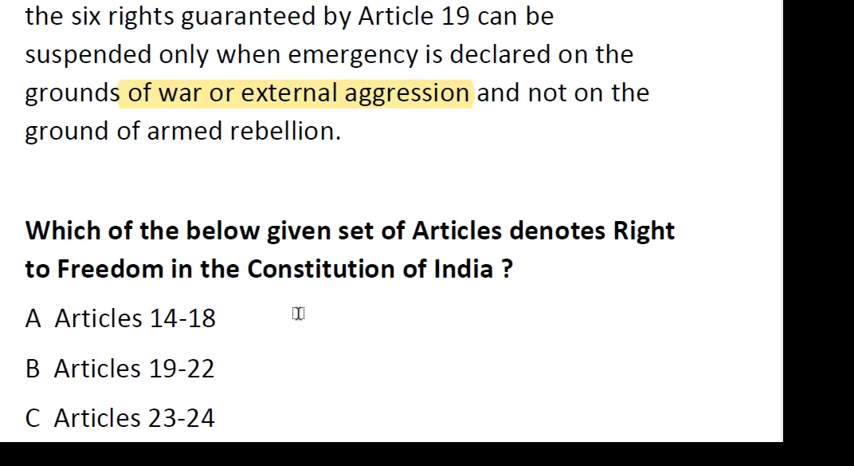 the six rights guaranteed by Article 19 can be
suspended only when emergency is declared on the
grounds of war or external aggression and not on the
ground of armed rebellion.
Which of the below given set of Articles denotes Right
to Freedom in the Constitution of India ?
A Articles 14-18
B Articles 19-22
C Articles 23-24